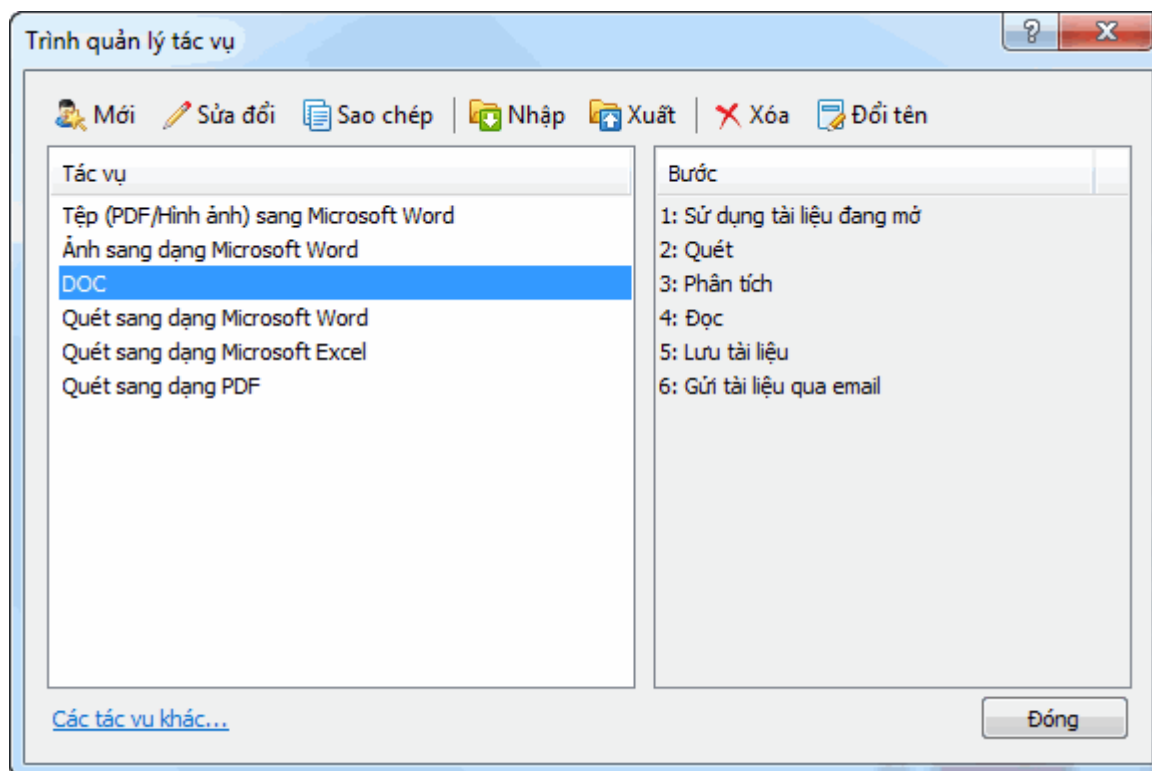 Trình quản lý tác vụ
Mới Sửa đổi Sao chép Nhập Xuất Xóa Đổi tên
Tác vụ
Tệp (PDF/Hình ảnh) sang Microsoft Word
Ảnh sang dạng Microsoft Word
DOC
Quét sang dạng Microsoft Word
Quét sang dạng Microsoft Excel
Quét sang dạng PDF
Bước
1: Sử dụng tài liệu đang mở
2: Quét
3: Phân tích
4: Đọc
5: Lưu tài liệu
6: Gửi tài liệu qua email
Các tác vu khác...
Đóng